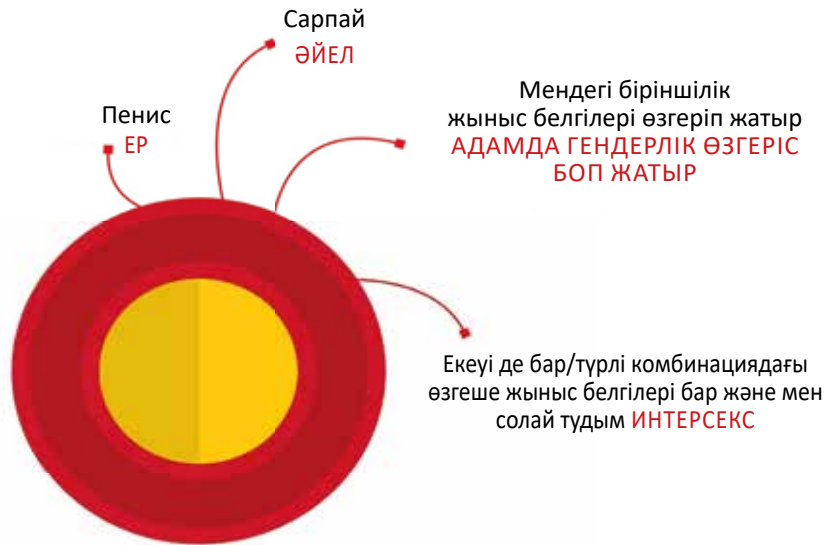 Сарпай
ӘЙЕЛ
Пенис
ЕР
Мендегі біріншілік
жыныс белгілері өзгеріп жатыр
АДАМДА ГЕНДЕРЛІК ӨЗГЕРІС
БОП ЖАТЫР
Екеуі де бар/түрлі комбинациядағы
өзгеше жыныс белгілері бар және мен
солай тудым ИНТЕРСЕКС